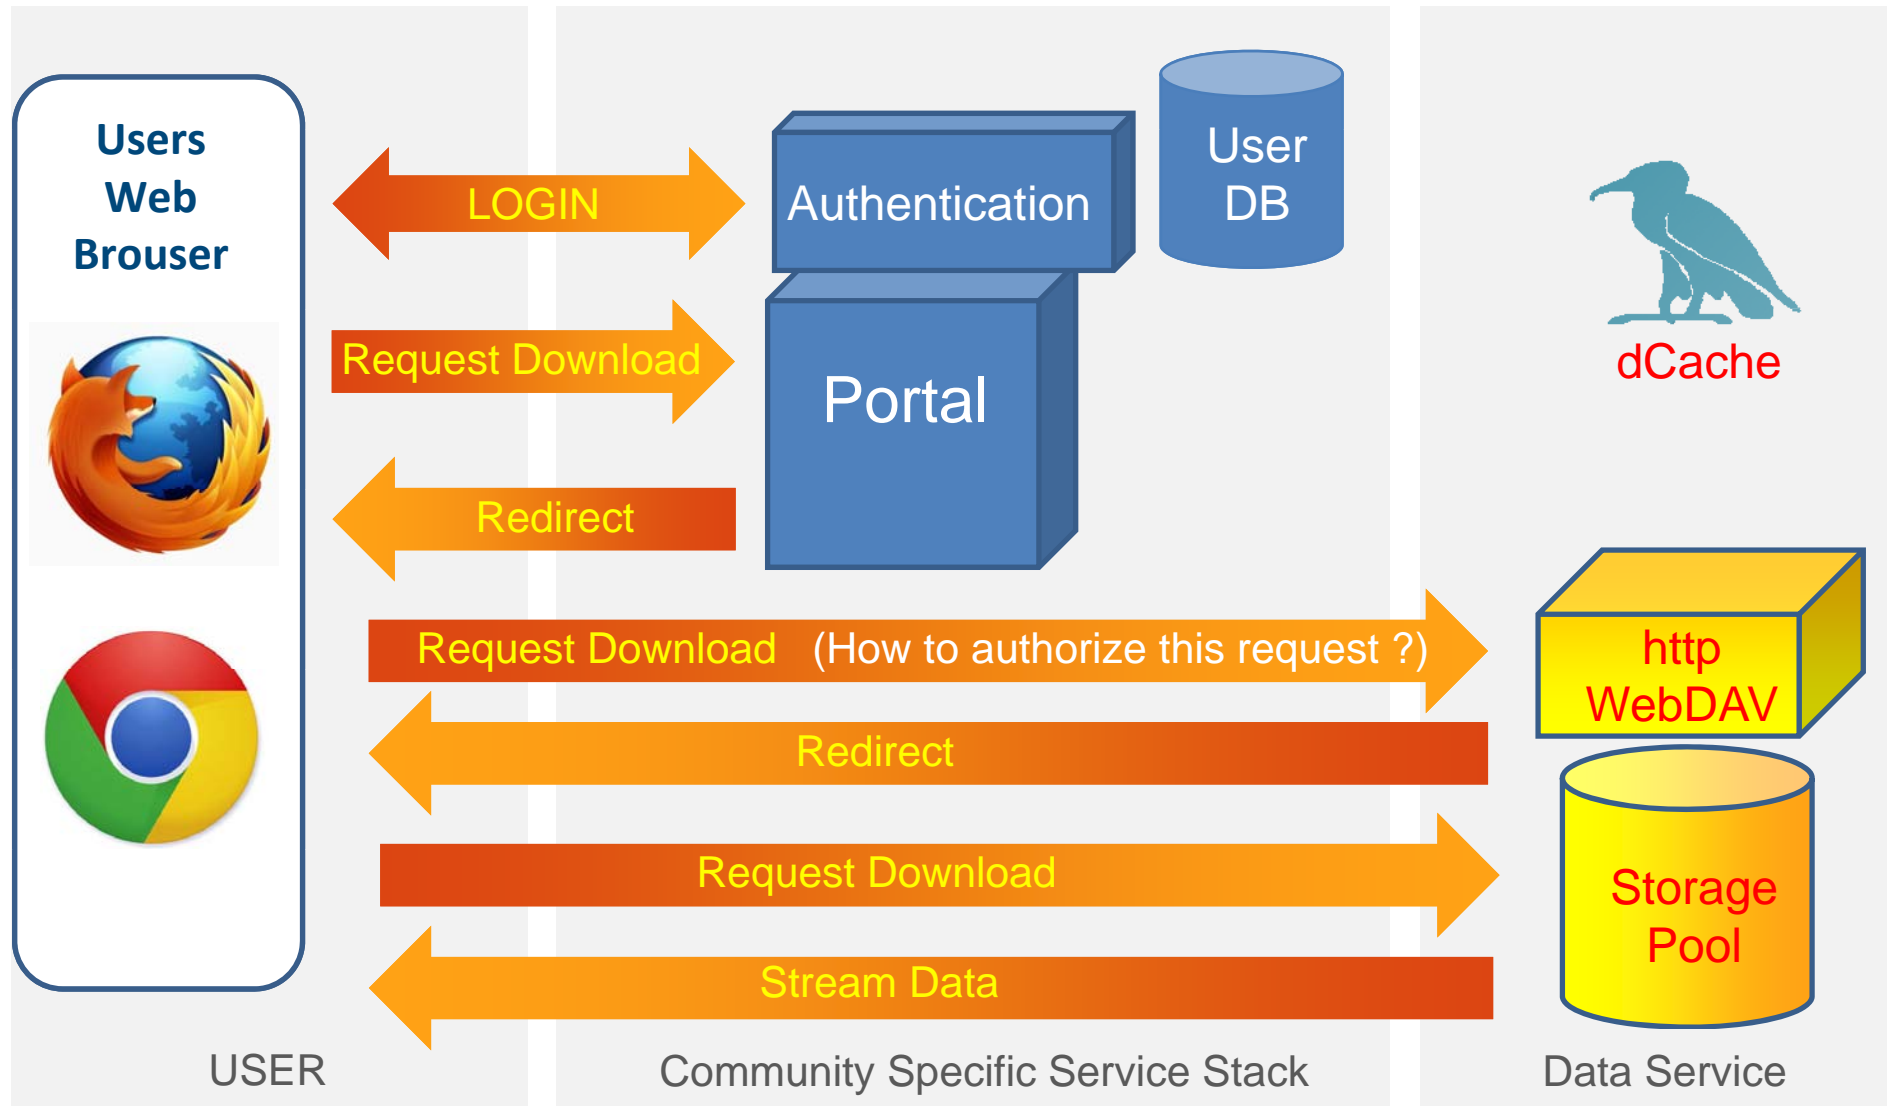 Users
Web
Brouser
LOGIN
Authentication
User
DB
Request Download
Portal
dCache
Redirect
Request Download (How to authorize this request ?)
http
WebDAV
Redirect
Request Download
Storage
Pool
Stream Data
USER
Community Specific Service Stack
Data Service